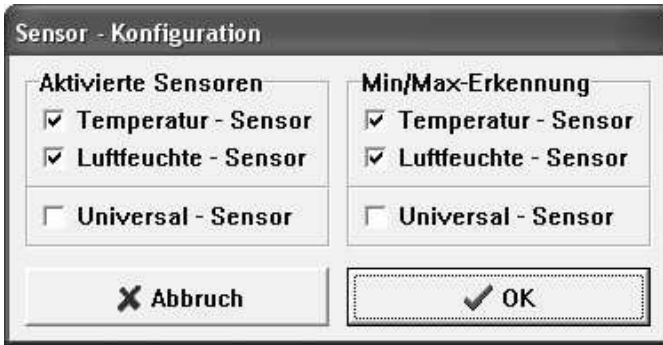 Sensor - Konfiguration
Aktivierte Sensoren
Temperatur - Sensor
Luftfeuchte - Sensor
Universal - Sensor
Min/Max-Erkennung
Temperatur - Sensor
Luftfeuchte - Sensor
Universal - Sensor
Abbruch
OK